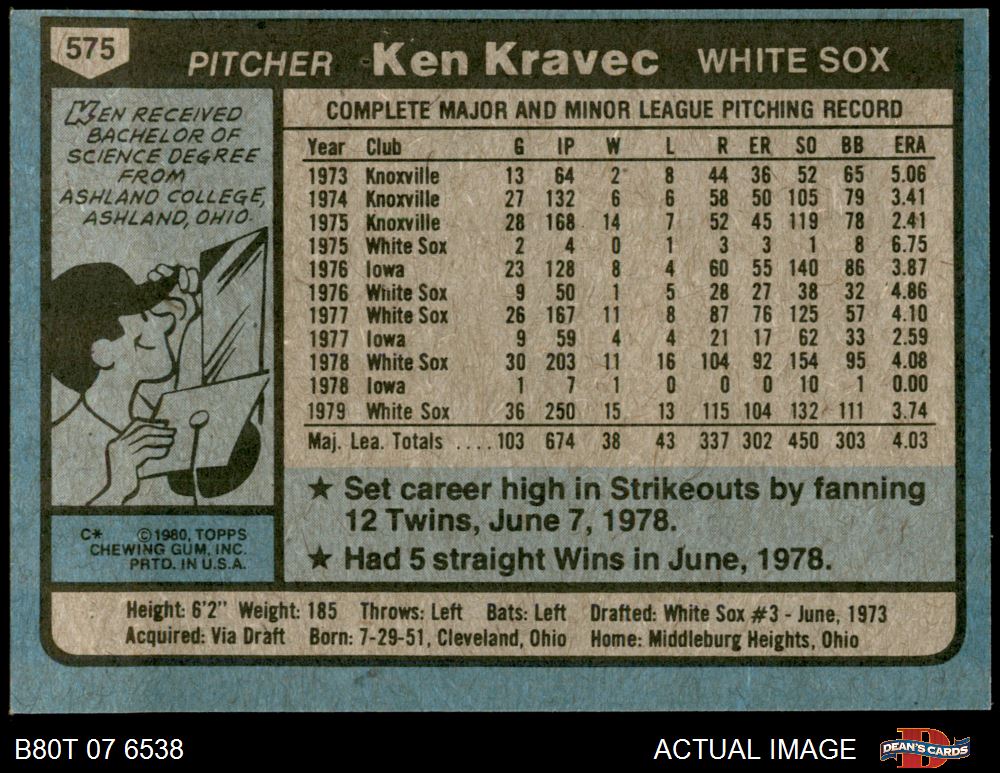 575
PITCHER Ken Kravec WHITE SOX
KEN RECEIVED
BACHELOR OF
SCIENCE DEGREE
FROM
ASHLAND COLLEGE,
ASHLAND, OHIO.
COMPLETE MAJOR AND MINOR LEAGUE PITCHING RECORD
Year Club G IP W L R ER SO BB ERA
1973 Knoxville 13 64 2 8 44 36 52 65 5.06
1974 Knoxville 27 132 6 6 58 50 105 79 3.41
1975 Knoxville 28 168 14 7 52 45 119 78 2.41
1975 White Sox 2 4 0 1 3 3 1 8 6.75
1976 Iowa 23 128 8 4 60 55 140 86 3.87
1976 White Sox 9 50 1 5 28 27 38 32 4.86
1977 White Sox 26 167 11 8 87 76 125 57 4.10
1977 Iowa 9 59 4 4 21 17 62 33 2.59
1978 White Sox 30 203 11 16 104 92 154 95 4.08
1978 Iowa 1 7 1 0 0 0 10 1 0.00
1979 White Sox 36 250 15 13 115 104 132 111 3.74
Maj. Lea. Totals ....103 674 38 43 337 302 450 303 4.03
★ Set career high in Strikeouts by fanning
12 Twins, June 7, 1978.
★ Had 5 straight Wins in June, 1978.
C* ©1980, TOPPS
CHEWING GUM, INC.
PRTD. IN U.S.A.
Height: 6'2" Weight: 185 Throws: Left Bats: Left Drafted: White Sox #3 - June, 1973
Acquired: Via Draft Born: 7-29-51, Cleveland, Ohio Home: Middleburg Heights, Ohio
B80T 07 6538 ACTUAL IMAGE DEAN'S CARDS